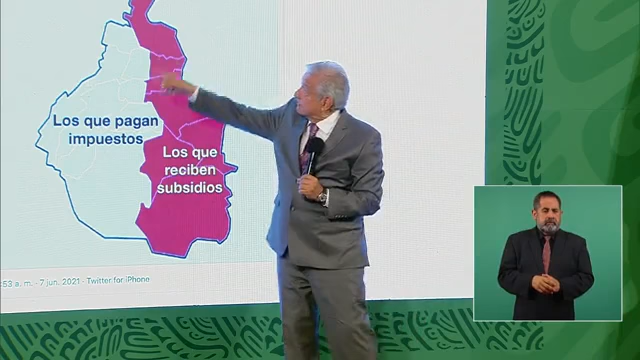 Los que pagan
impuestos
Los que
reciben
subsidios
:53 a. m. · 7 jun. 2021 · Twitter for iPhone